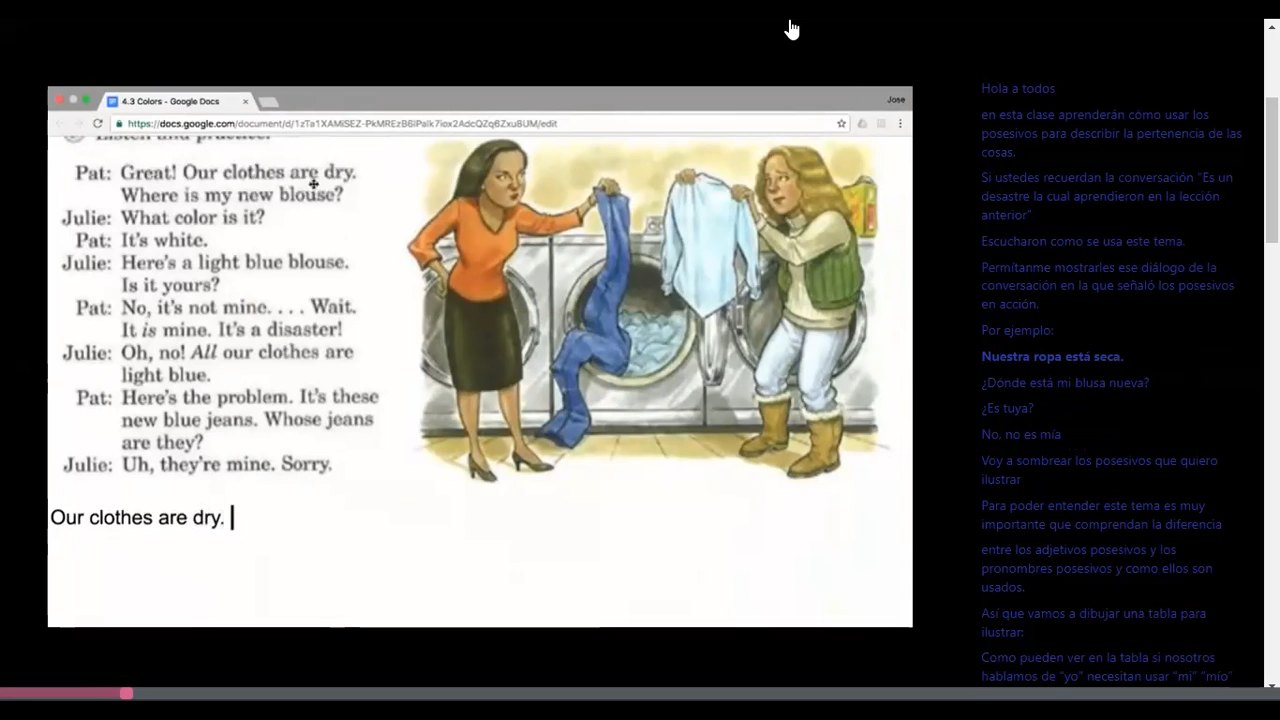 4.3 Colors - Google Docs
Jose
https://docs.google.com/document/d/1zTa1XAMiSEZ-PkMREzB6iPaIk7iox2AdcQZq6Zxu8UM/edit
Listen and practice.
Pat: Great! Our clothes are dry.
Where is my new blouse?
Julie: What color is it?
Pat: It's white.
Julie: Here's a light blue blouse.
Is it yours?
Pat: No, it's not mine. . . . Wait.
It is mine. It's a disaster!
Julie: Oh, no! All our clothes are
light blue.
Pat: Here's the problem. It's these
new blue jeans. Whose jeans
are they?
Julie: Uh, they're mine. Sorry.
Our clothes are dry.
Hola a todos
en esta clase aprenderán cómo usar los
posesivos para describir la pertenencia de las
cosas.
Si ustedes recuerdan la conversación "Es un
desastre la cual aprendieron en la lección
anterior"
Escucharon como se usa este tema.
Permítanme mostrarles ese diálogo de la
conversación en la que señaló los posesivos
en acción.
Por ejemplo:
Nuestra ropa está seca.
¿Dónde está mi blusa nueva?
¿Es tuya?
No, no es mía
Voy a sombrear los posesivos que quiero
ilustrar
Para poder entender este tema es muy
importante que comprendan la diferencia
entre los adjetivos posesivos y los
pronombres posesivos y como ellos son
usados.
Así que vamos a dibujar una tabla para
ilustrar:
Como pueden ver en la tabla si nosotros
hablamos de "yo" necesitan usar "mi" "mío"